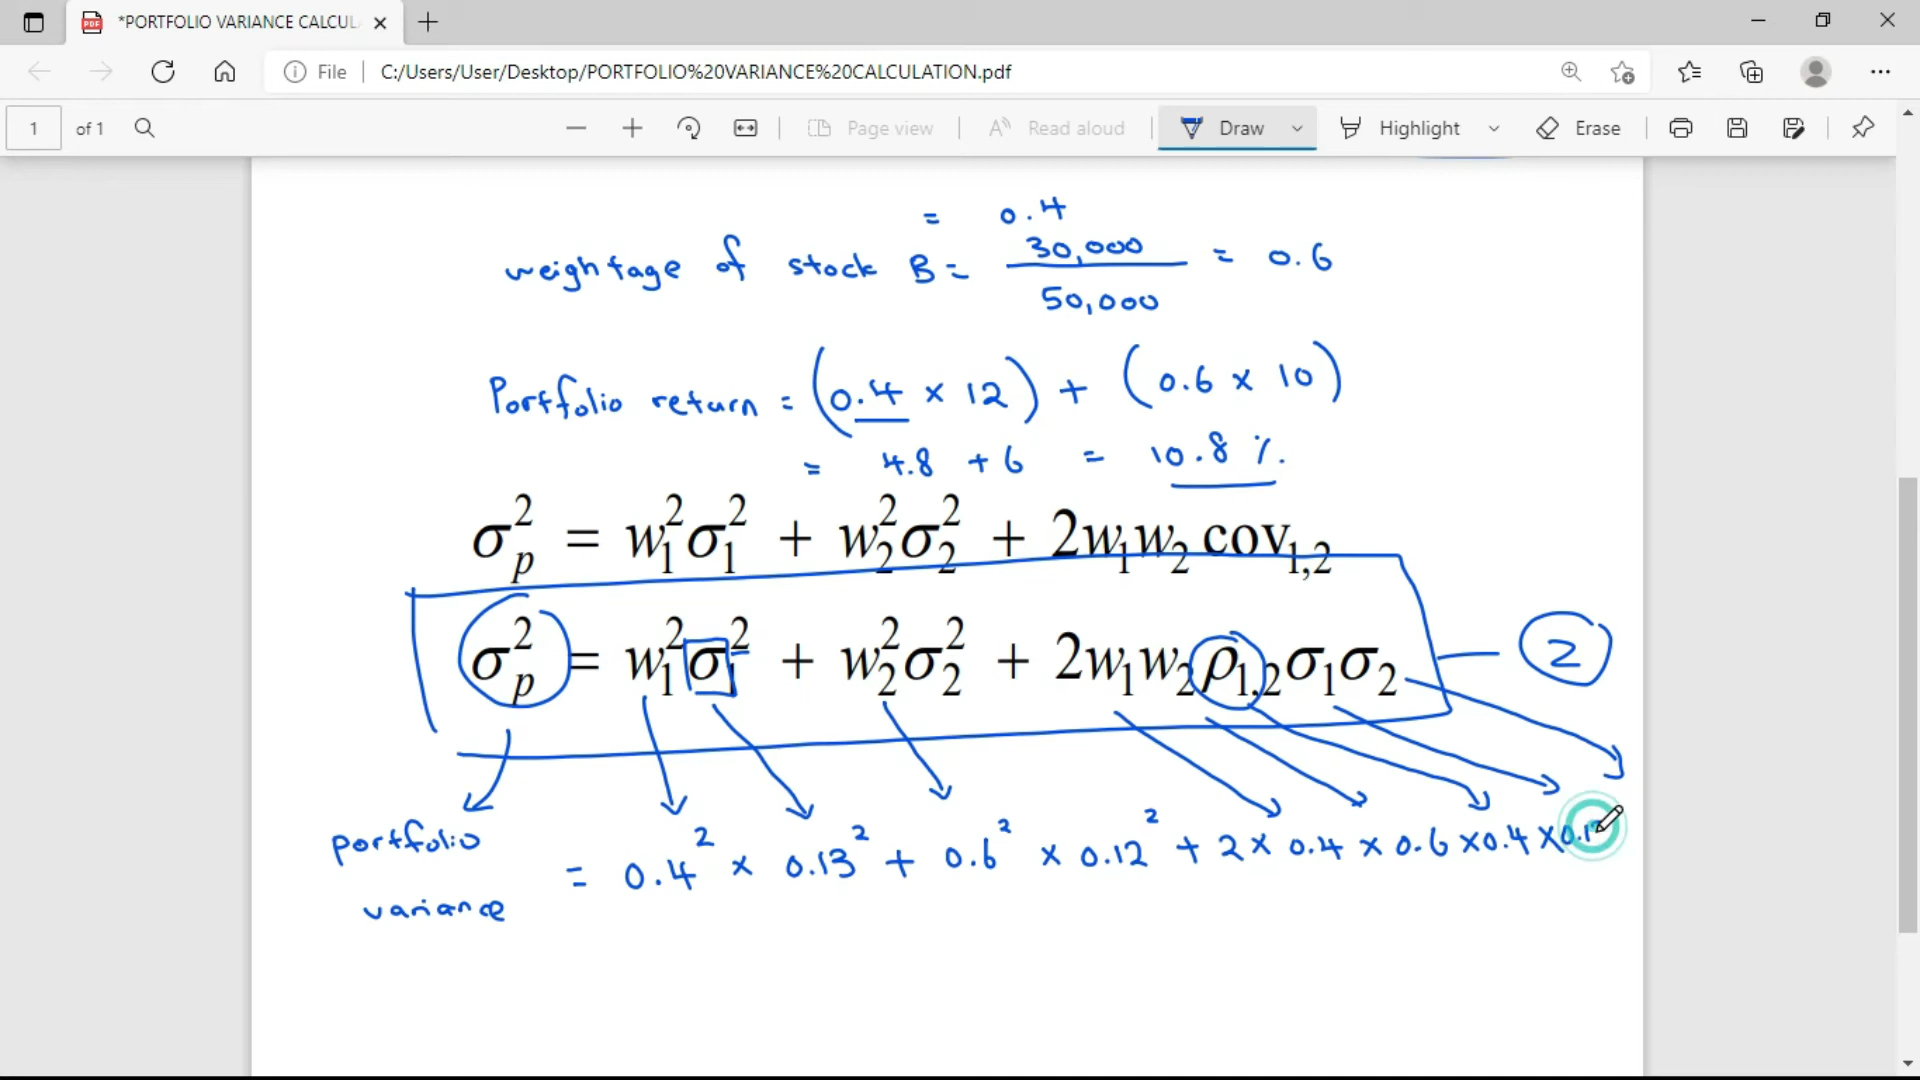 *PORTFOLIO VARIANCE CALCUL
File C:/Users/User/Desktop/PORTFOLIO%20VARIANCE%20CALCULATION.pdf
1 of 1 Page view Read aloud Draw Highlight Erase
= 0.4
weightage of stock B = 30,000 / 50,000 = 0.6
Portfolio return = (0.4 × 12) + (0.6 × 10)
= 4.8 + 6 = 10.8 %
σ²ₚ = w₁²σ₁² + w₂²σ₂² + 2w₁w₂ cov₁,₂
σ²ₚ = w₁²σ₁² + w₂²σ₂² + 2w₁w₂ρ₁,₂σ₁σ₂ 2
portfolio variance
= 0.4² × 0.13² + 0.6² × 0.12² + 2 × 0.4 × 0.6 × 0.4 ×